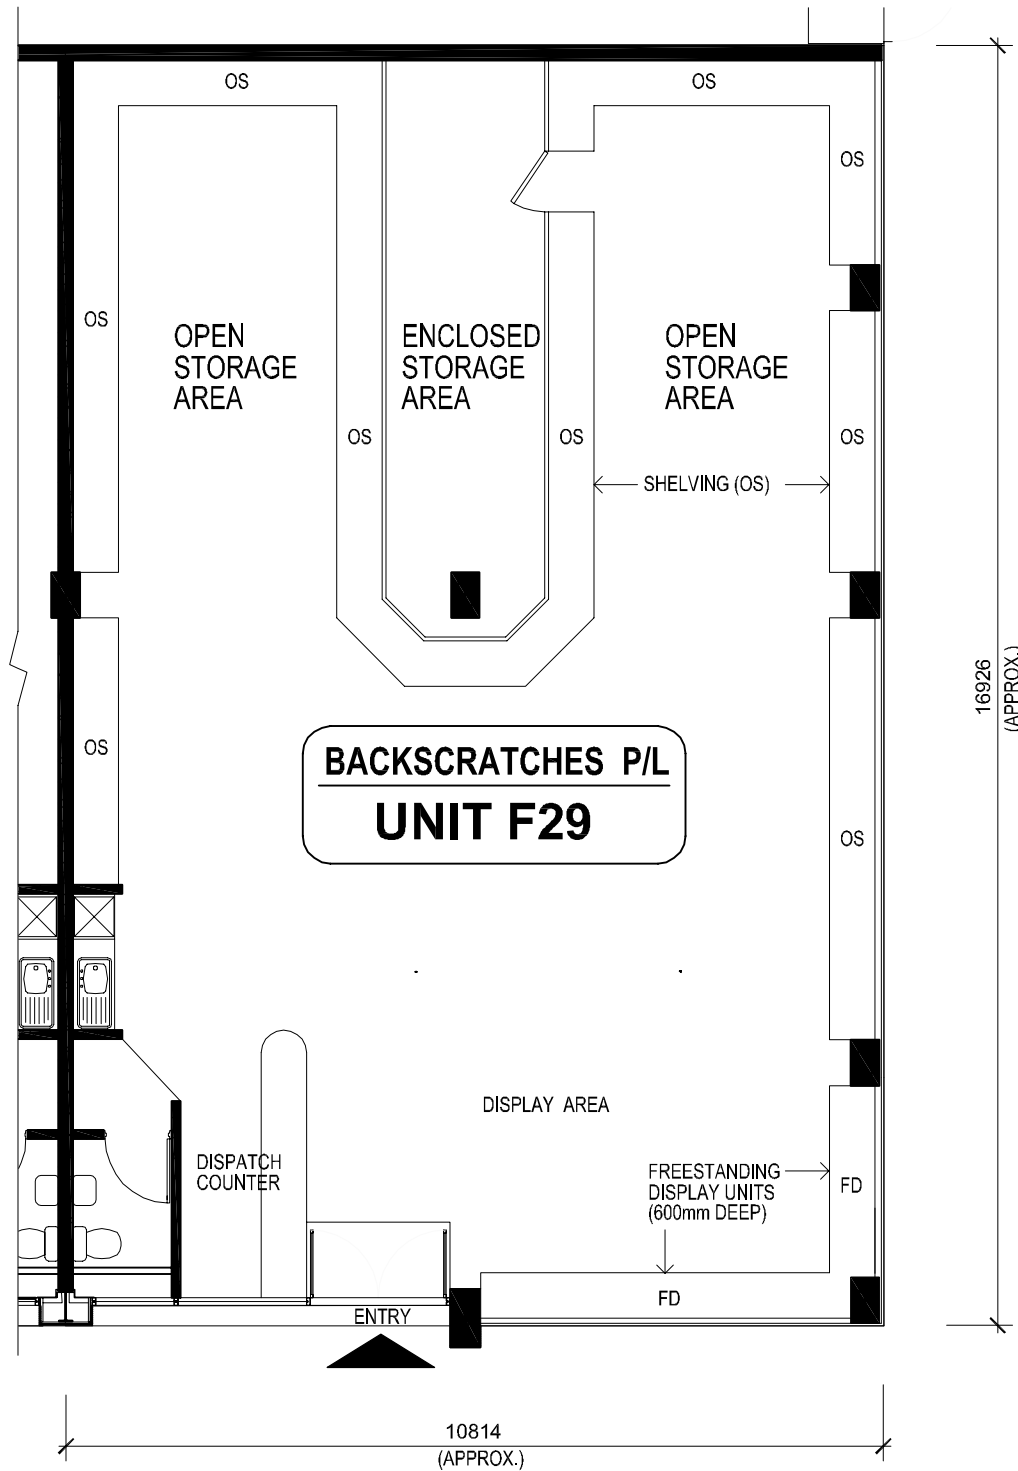 OS
OS
OS
OS
OPEN
STORAGE
AREA
ENCLOSED
STORAGE
AREA
OPEN
STORAGE
AREA
OS
OS
OS
SHELVING (OS)
16926
(APPROX.)
OS
BACKSCRATCHES P/L
UNIT F29
OS
DISPLAY AREA
DISPATCH
COUNTER
FREESTANDING
DISPLAY UNITS
(600mm DEEP)
FD
FD
ENTRY
10814
(APPROX.)